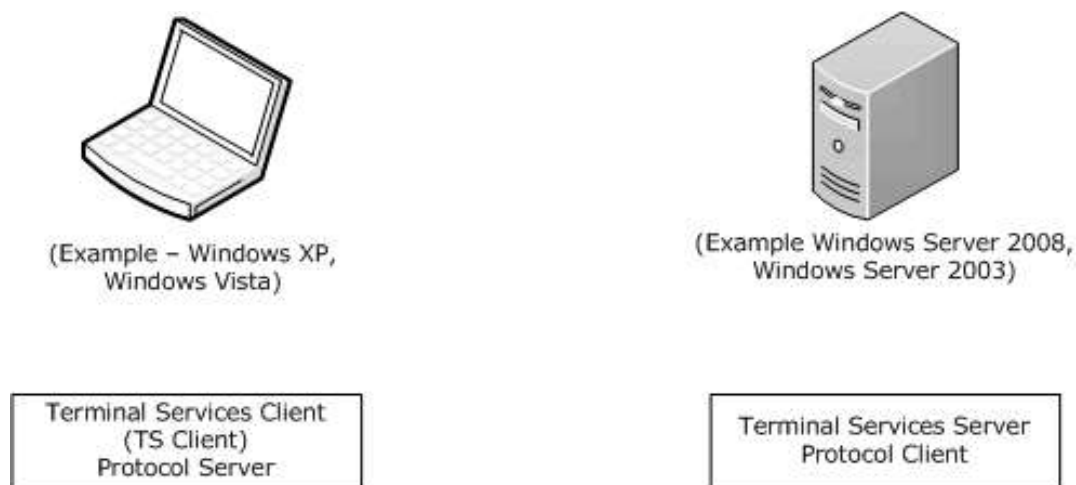 (Example – Windows XP,
Windows Vista)
(Example Windows Server 2008,
Windows Server 2003)
Terminal Services Client
(TS Client)
Protocol Server
Terminal Services Server
Protocol Client